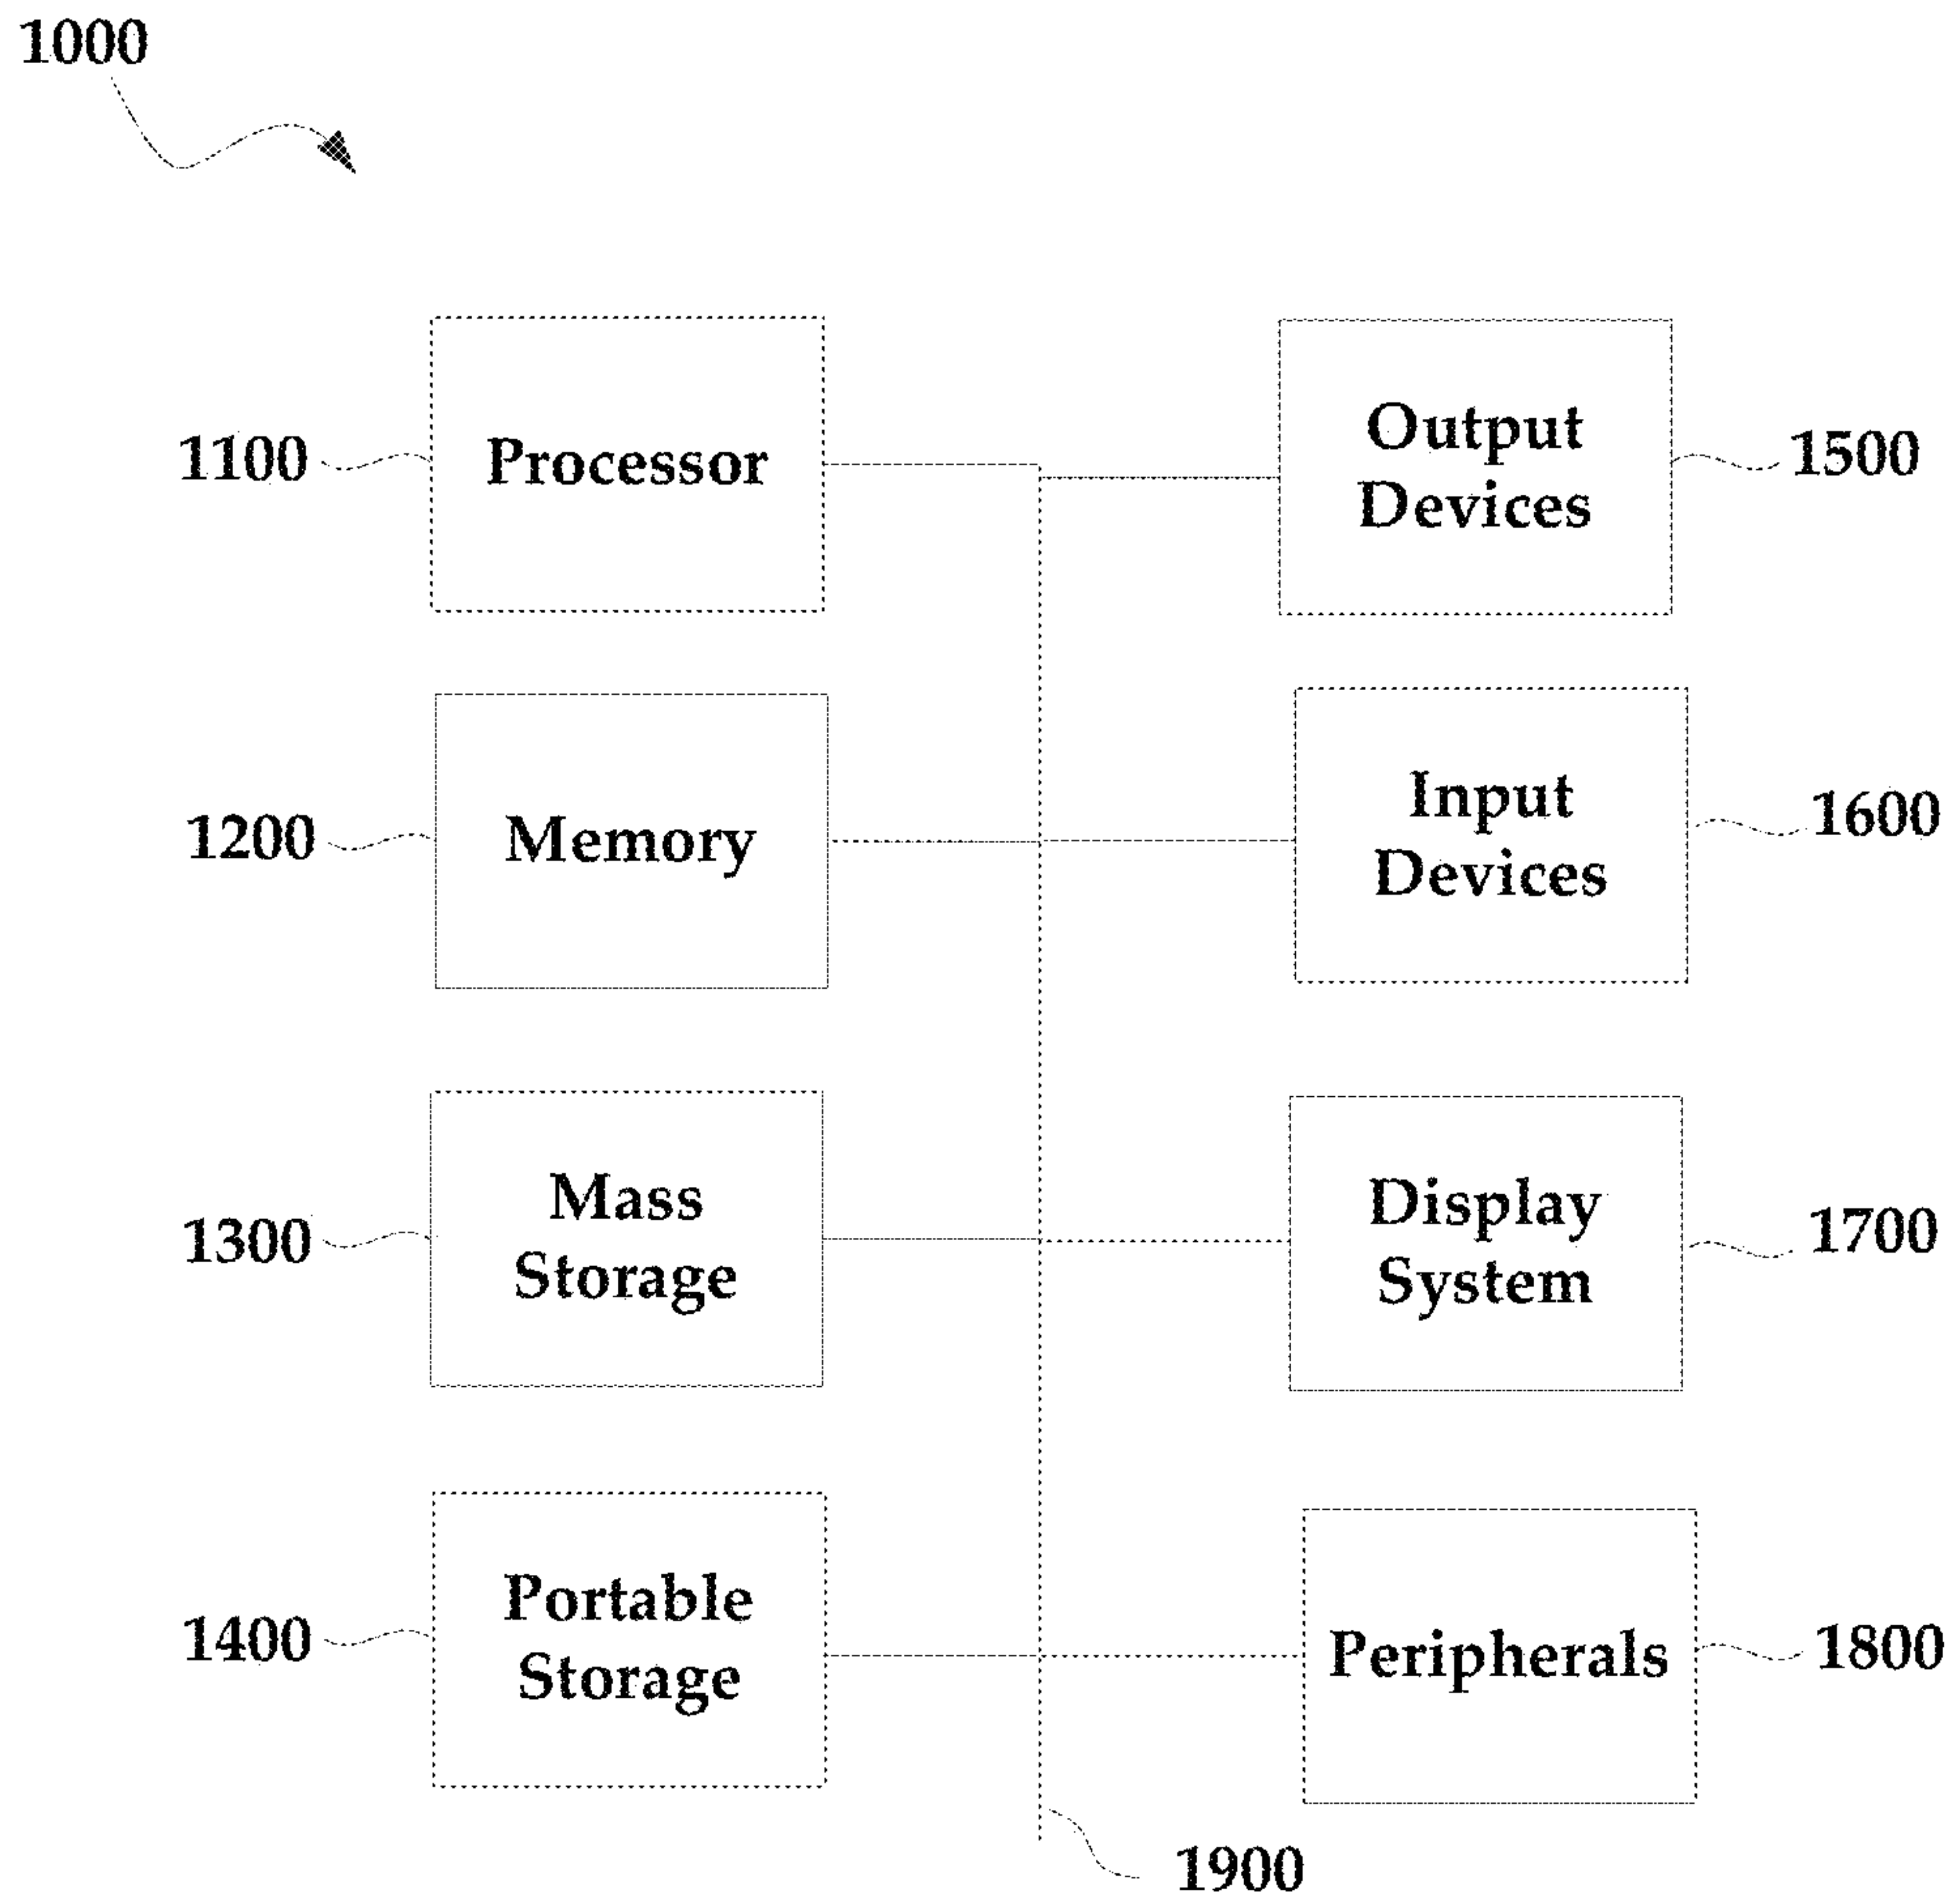 1000
1100
Processor
Output
Devices
1500
1200
Memory
Input
Devices
1600
1300
Mass
Storage
Display
System
1700
1400
Portable
Storage
Peripherals
1800
1900